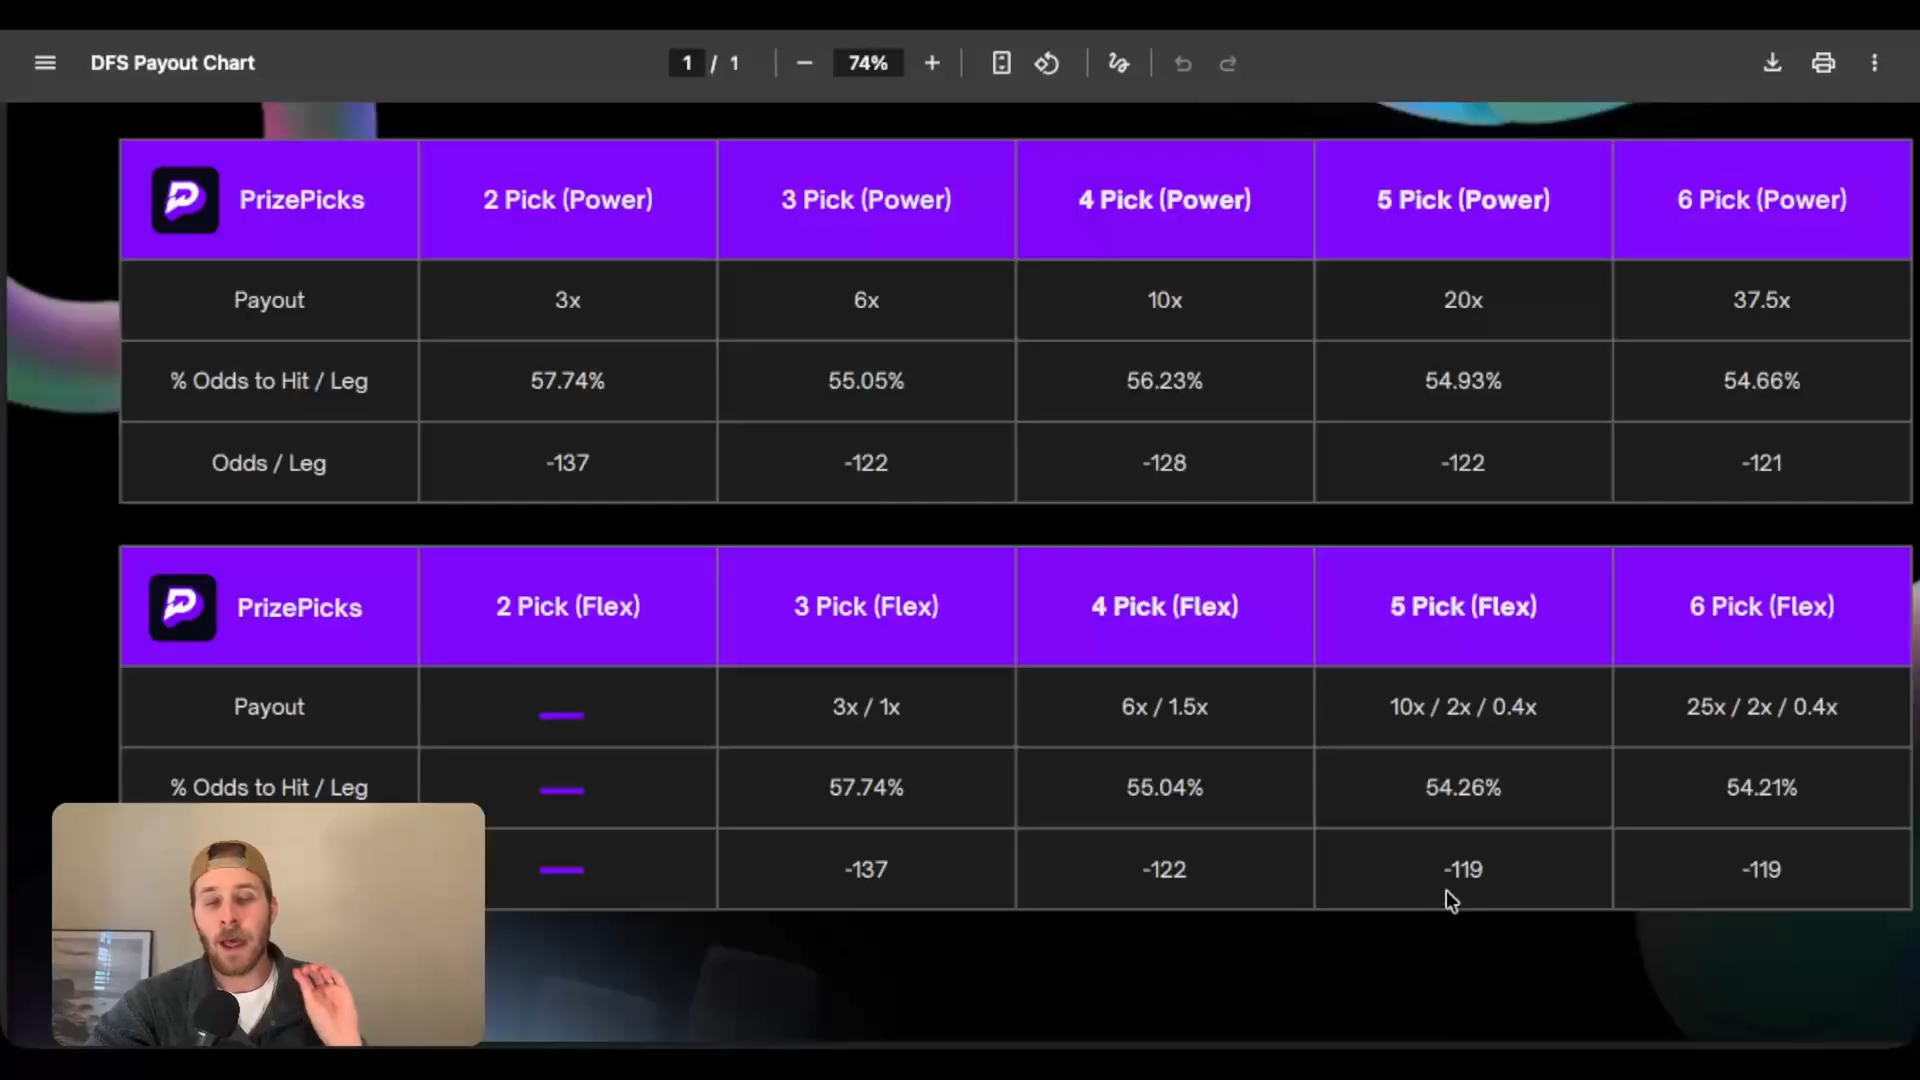 DFS Payout Chart
1 / 1
74%
PrizePicks 2 Pick (Power) 3 Pick (Power) 4 Pick (Power) 5 Pick (Power) 6 Pick (Power)
Payout 3x 6x 10x 20x 37.5x
% Odds to Hit / Leg 57.74% 55.05% 56.23% 54.93% 54.66%
Odds / Leg -137 -122 -128 -122 -121
PrizePicks 2 Pick (Flex) 3 Pick (Flex) 4 Pick (Flex) 5 Pick (Flex) 6 Pick (Flex)
Payout 3x / 1x 6x / 1.5x 10x / 2x / 0.4x 25x / 2x / 0.4x
% Odds to Hit / Leg 57.74% 55.04% 54.26% 54.21%
-137 -122 -119 -119